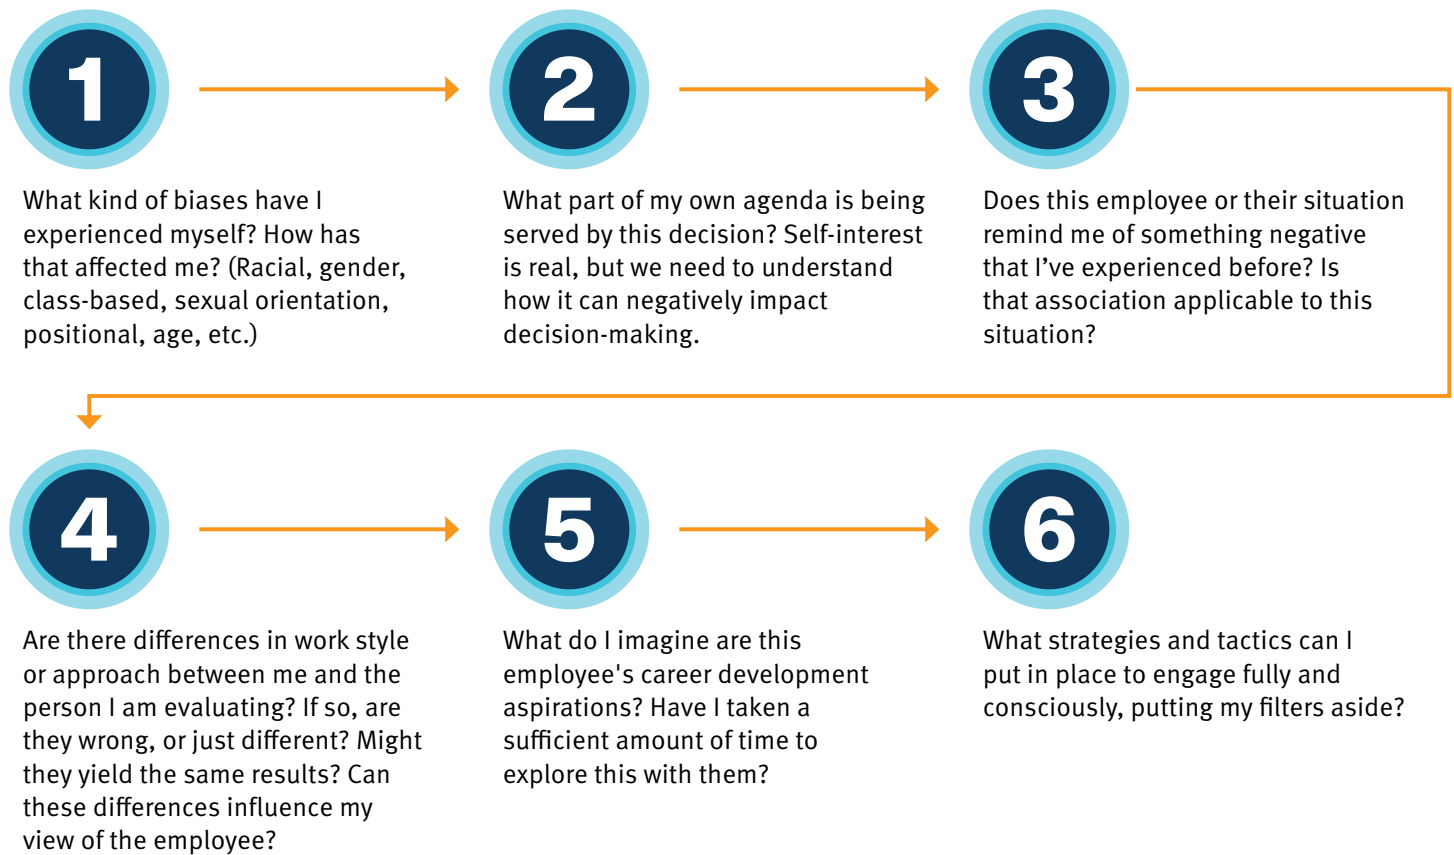 1
What kind of biases have I
experienced myself? How has
that affected me? (Racial, gender,
class-based, sexual orientation,
positional, age, etc.)
2
What part of my own agenda is being
served by this decision? Self-interest
is real, but we need to understand
how it can negatively impact
decision-making.
3
Does this employee or their situation
remind me of something negative
that I’ve experienced before? Is
that association applicable to this
situation?
4
Are there differences in work style
or approach between me and the
person I am evaluating? If so, are
they wrong, or just different? Might
they yield the same results? Can
these differences influence my
view of the employee?
5
What do I imagine are this
employee's career development
aspirations? Have I taken a
sufficient amount of time to
explore this with them?
6
What strategies and tactics can I
put in place to engage fully and
consciously, putting my filters aside?